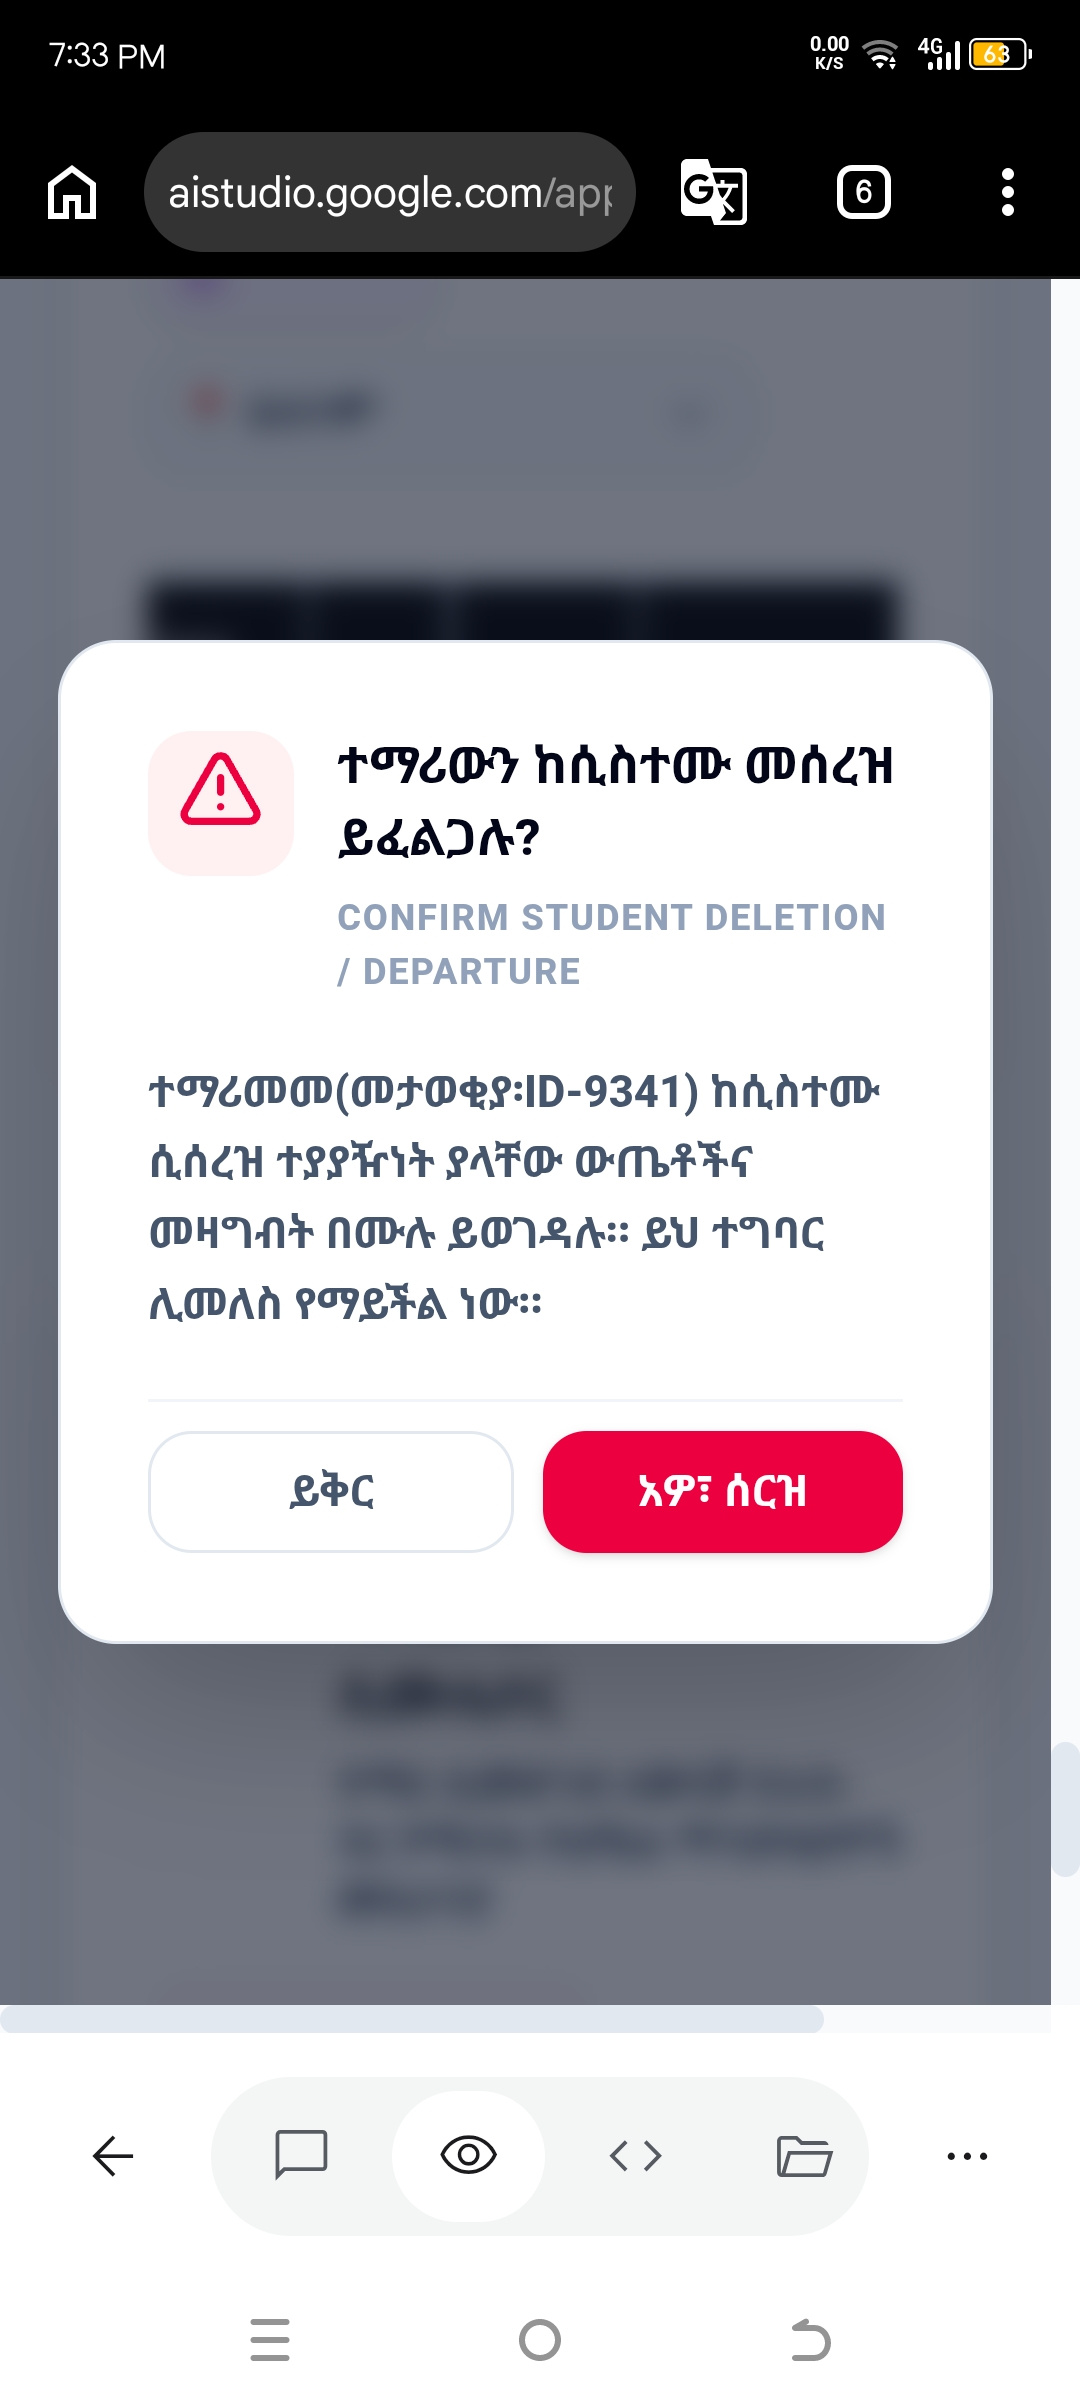 7:33 PM
0.00
K/S
4G
63
aistudio.google.com/app
6
ተማሪውን ከሲስተሙ መሰረዝ
ይፈልጋሉ?
CONFIRM STUDENT DELETION
/ DEPARTURE
ተማሪመመ(መታወቂያ፡ID-9341) ከሲስተሙ
ሲሰረዝ ተያያዥነት ያላቸው ውጤቶችና
መዛግብት በሙሉ ይወገዳሉ። ይህ ተግባር
ሊመለስ የማይችል ነው።
ይቅር
አዎ፣ ሰርዝ